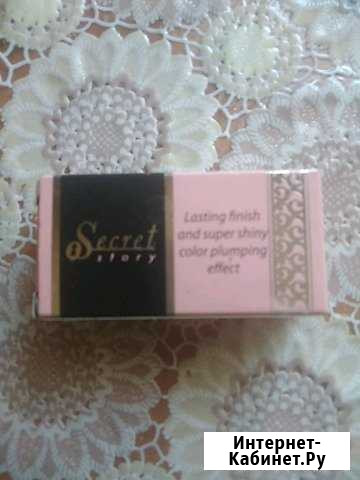 Secret
story
Lasting finish
and super shiny
color plumping
effect
Интернет-
Кабинет.Ру